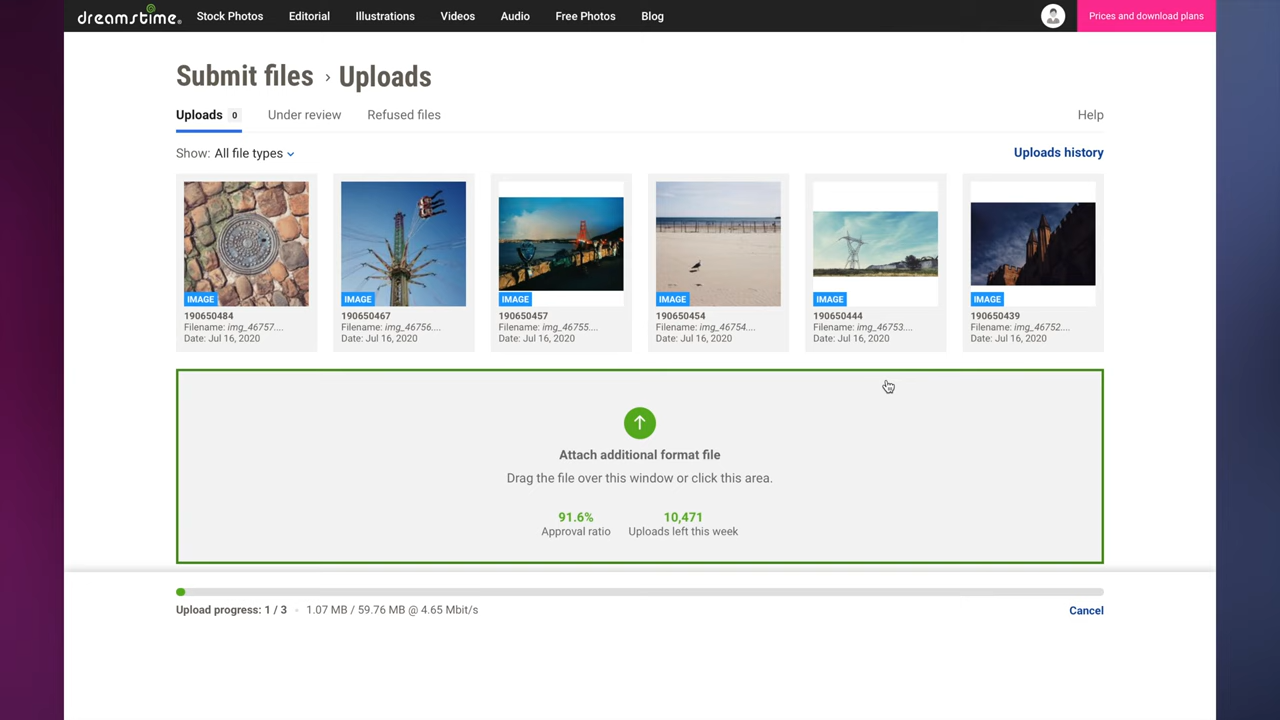 dreamstime.
Stock Photos Editorial Illustrations Videos Audio Free Photos Blog
Prices and download plans
Submit files › Uploads
Uploads 0 Under review Refused files Help
Show: All file types Uploads history
IMAGE IMAGE IMAGE IMAGE IMAGE IMAGE
190650484 190650467 190650457 190650454 190650444 190650439
Filename: img_46757.... Filename: img_46756.... Filename: img_46755.... Filename: img_46754.... Filename: img_46753.... Filename: img_46752....
Date: Jul 16, 2020 Date: Jul 16, 2020 Date: Jul 16, 2020 Date: Jul 16, 2020 Date: Jul 16, 2020 Date: Jul 16, 2020
Attach additional format file
Drag the file over this window or click this area.
91.6% 10,471
Approval ratio Uploads left this week
Upload progress: 1 / 3 • 1.07 MB / 59.76 MB @ 4.65 Mbit/s Cancel